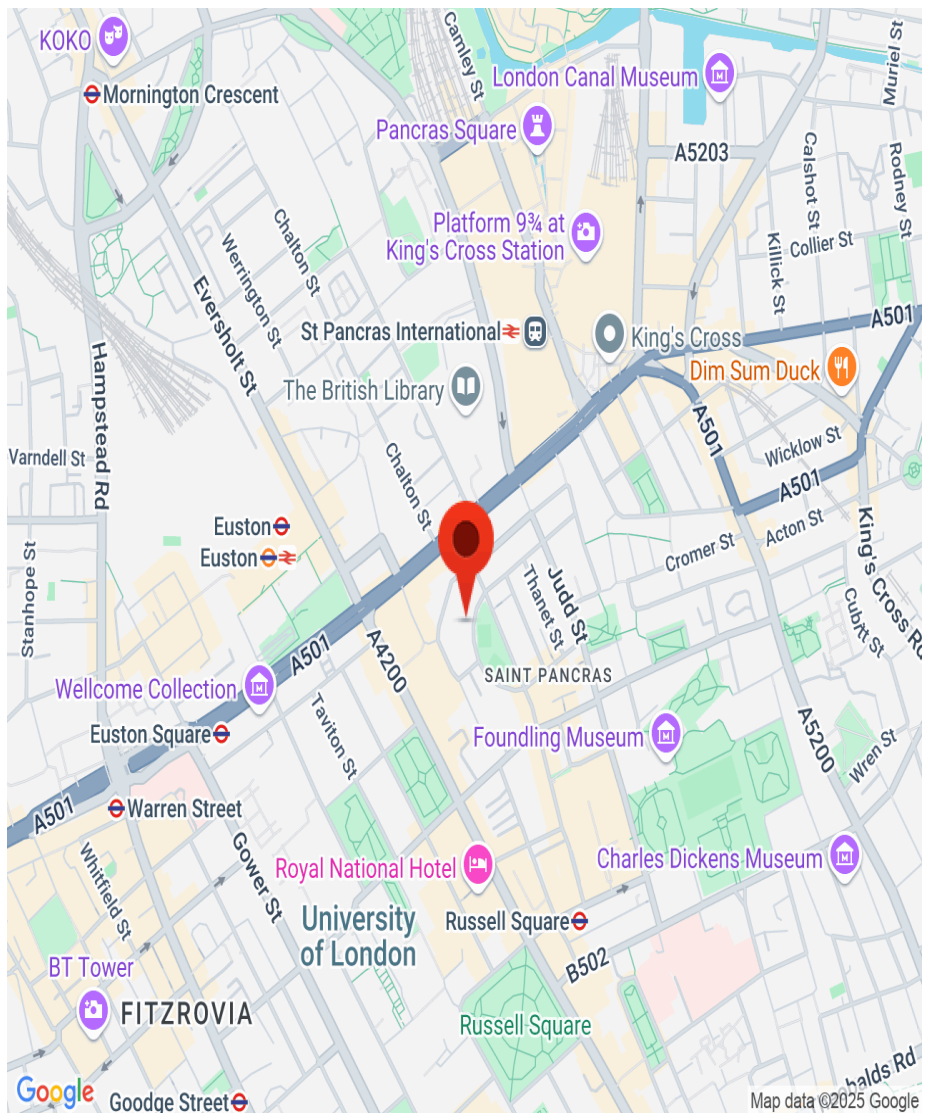 KOKO
Mornington Crescent
Camley St
London Canal Museum
Muriel St
Pancras Square
A5203
Calshot St
Rodney St
Platform 9¾ at
King's Cross Station
Killick St
Collier St
Chalton St
Werrington St
Eversholt St
St Pancras International
King's Cross
A501
Hampstead Rd
The British Library
Dim Sum Duck
A501
Wicklow St
Varndell St
Chalton St
A501
Euston
Euston
Acton St
Cromer St
King's Cross Rd
Stanhope St
Judd St
Thanet St
Cubitt St
A501
A4200
SAINT PANCRAS
Wellcome Collection
Taviton St
Foundling Museum
A5200
Euston Square
Wren St
A501
Warren Street
Gower St
Whitfield St
Royal National Hotel
Charles Dickens Museum
University
of London
Russell Square
B502
BT Tower
FITZROVIA
Russell Square
Google
Goodge Street
balds Rd
Map data ©2025 Google